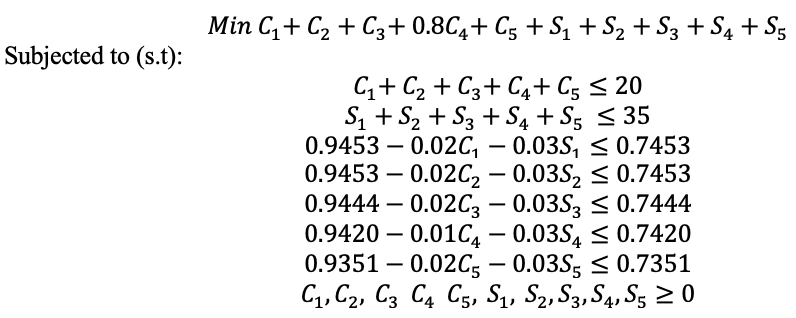 Min C₁+ C₂ + C₃+ 0.8C₄+ C₅ + S₁ + S₂ + S₃ + S₄ + S₅
Subjected to (s.t):
C₁+ C₂ + C₃+ C₄+ C₅ ≤ 20
S₁ + S₂ + S₃ + S₄ + S₅ ≤ 35
0.9453 − 0.02C₁ − 0.03S₁ ≤ 0.7453
0.9453 − 0.02C₂ − 0.03S₂ ≤ 0.7453
0.9444 − 0.02C₃ − 0.03S₃ ≤ 0.7444
0.9420 − 0.01C₄ − 0.03S₄ ≤ 0.7420
0.9351 − 0.02C₅ − 0.03S₅ ≤ 0.7351
C₁, C₂, C₃ C₄ C₅, S₁, S₂, S₃, S₄, S₅ ≥ 0